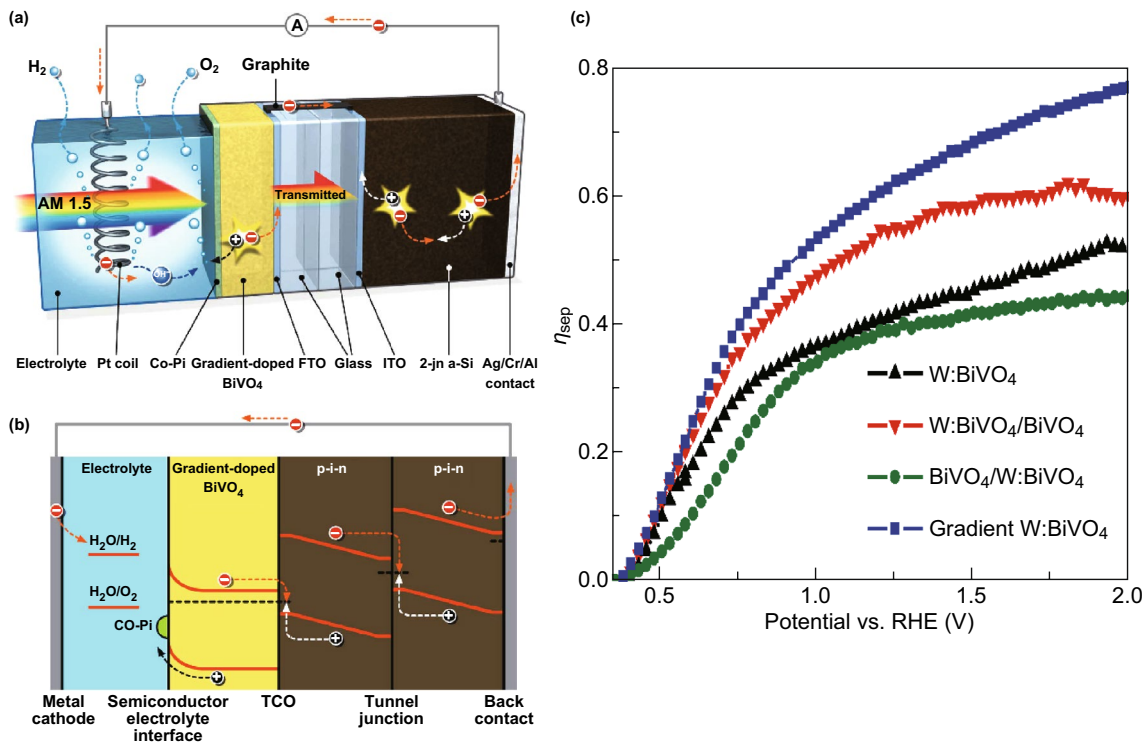 (a)
A
H₂
O₂
Graphite
AM 1.5
Transmitted
OH⁻
Electrolyte Pt coil Co-Pi Gradient-doped FTO Glass ITO 2-jn a-Si Ag/Cr/Al
BiVO₄ contact
(b)
Electrolyte Gradient-doped p-i-n p-i-n
BiVO₄
H₂O/H₂
H₂O/O₂
CO-Pi
Metal Semiconductor TCO Tunnel Back
cathode electrolyte junction contact
interface
(c)
0.8
0.6
0.4
0.2
0.0
ηsep
W:BiVO₄
W:BiVO₄/BiVO₄
BiVO₄/W:BiVO₄
Gradient W:BiVO₄
0.5 1.0 1.5 2.0
Potential vs. RHE (V)